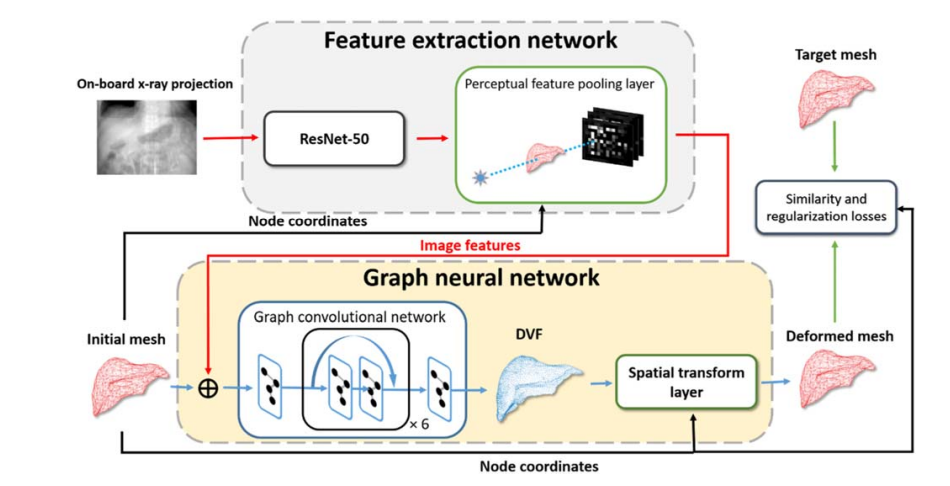 Feature extraction network
Target mesh
On-board x-ray projection
Perceptual feature pooling layer
ResNet-50
Similarity and
regularization losses
Node coordinates
Image features
Graph neural network
Graph convolutional network
Initial mesh
DVF
Deformed mesh
Spatial transform
layer
× 6
Node coordinates